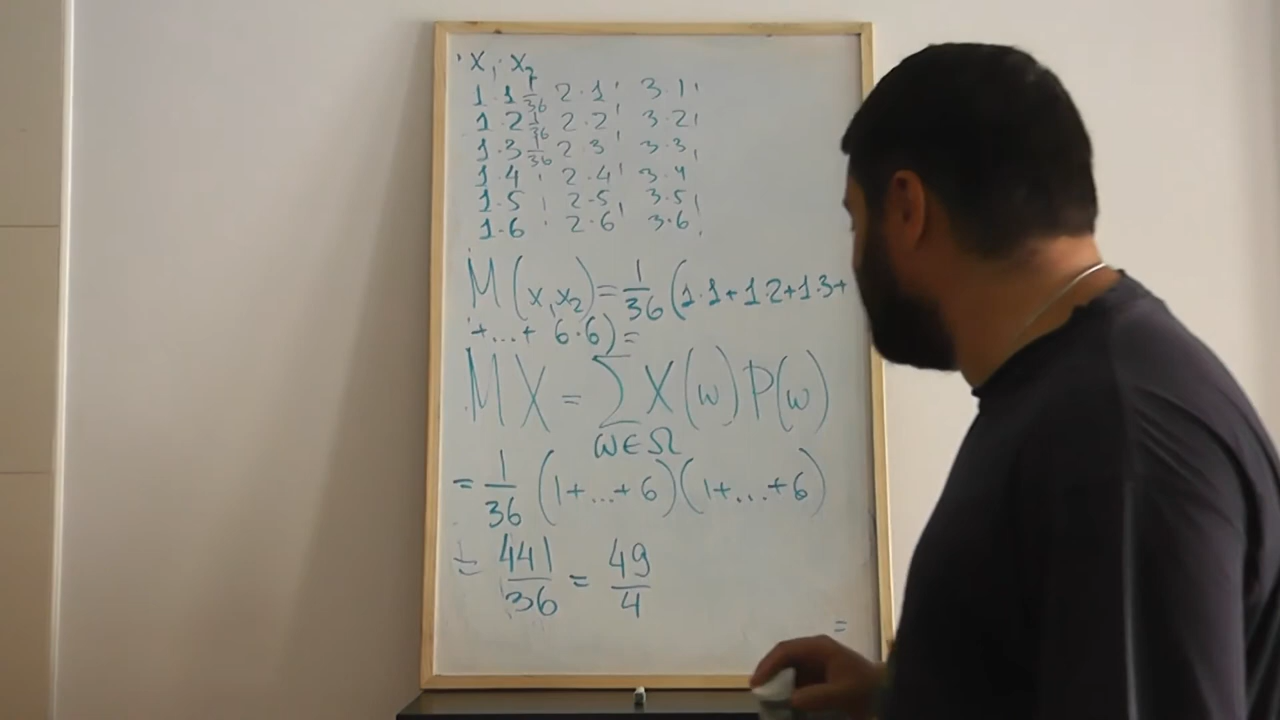 X₁ · X₂
1·1 1/36 2·1 3·1
1·2 1/36 2·2 3·2
1·3 1/36 2·3 3·3
1·4 2·4 3·4
1·5 2·5 3·5
1·6 2·6 3·6
M(x₁x₂) = 1/36 (1·1+1·2+1·3+
+...+ 6·6) =
MX = ∑ X(ω) P(ω)
ω∈Ω
= 1/36 (1+...+6)(1+...+6)
= 441/36 = 49/4
=